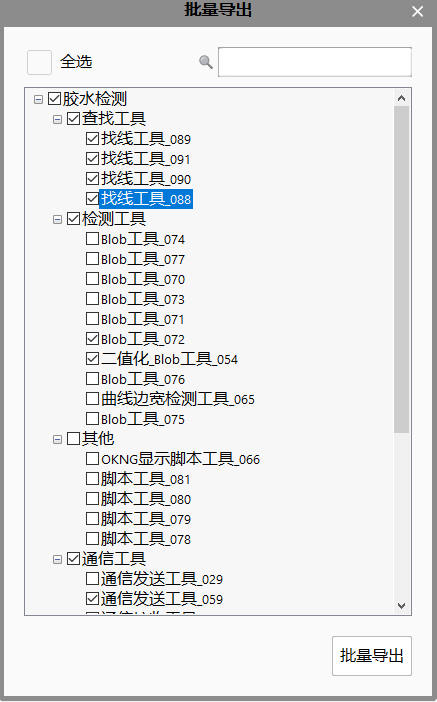 批量导出
全选
胶水检测
查找工具
找线工具_089
找线工具_091
找线工具_090
找线工具_088
检测工具
Blob工具_074
Blob工具_077
Blob工具_070
Blob工具_073
Blob工具_071
Blob工具_072
二值化_Blob工具_054
Blob工具_076
曲线边宽检测工具_065
Blob工具_075
其他
OKNG显示脚本工具_066
脚本工具_081
脚本工具_080
脚本工具_079
脚本工具_078
通信工具
通信发送工具_029
通信发送工具_059
批量导出